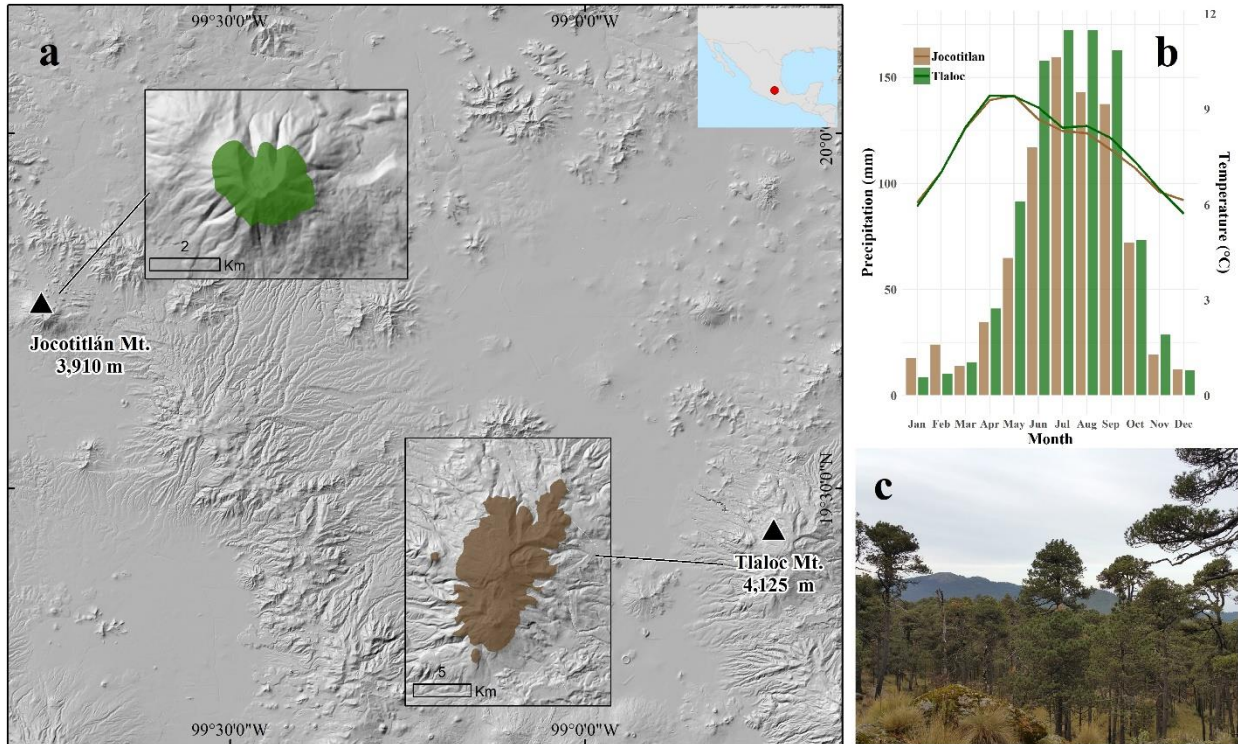 99°30'0"W
99°0'0"W
a
20°0'
2
Km
Jocotitlán Mt.
3,910 m
19°30'0"N
Tlaloc Mt.
4,125 m
5
Km
99°30'0"W
99°0'0"W
b
Jocotitlan
Tlaloc
12
150
9
100
6
50
3
0
0
Precipitation (mm)
Temperature (°C)
Jan Feb Mar Apr May Jun Jul Aug Sep Oct Nov Dec
Month
c